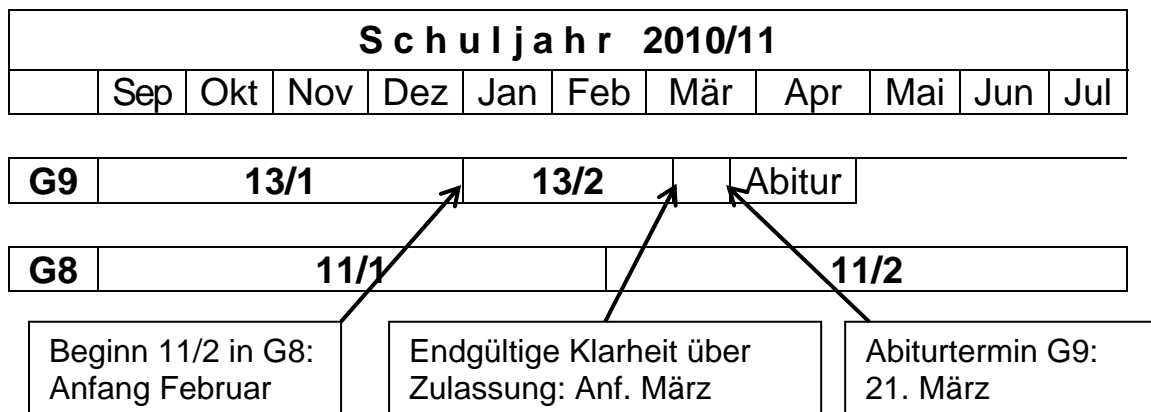 S c h u l j a h r 2010/11
Sep Okt Nov Dez Jan Feb Mär Apr Mai Jun Jul
G9 13/1 13/2 Abitur
G8 11/1 11/2
Beginn 11/2 in G8:
Anfang Februar
Endgültige Klarheit über
Zulassung: Anf. März
Abiturtermin G9:
21. März